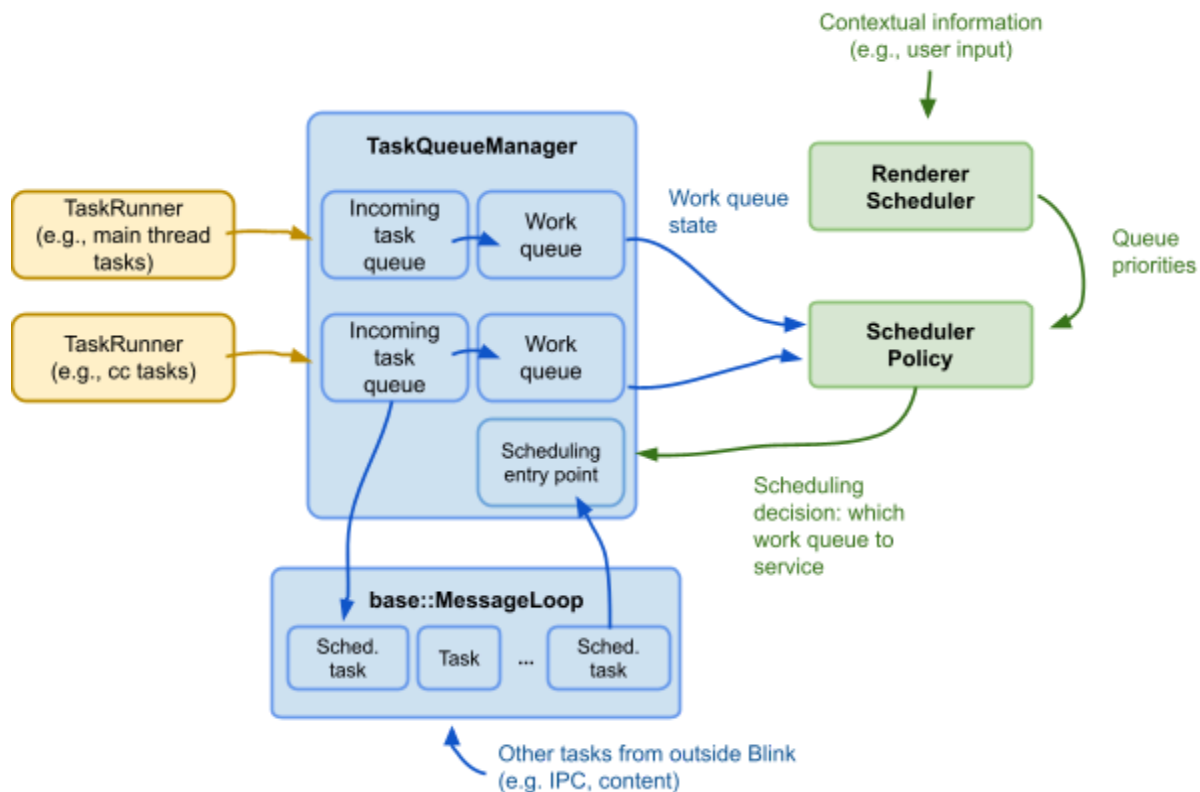 Contextual information
(e.g., user input)
TaskQueueManager
Renderer
Scheduler
TaskRunner
(e.g., main thread
tasks)
Incoming
task
queue
Work
queue
Work queue
state
Queue
priorities
TaskRunner
(e.g., cc tasks)
Incoming
task
queue
Work
queue
Scheduler
Policy
Scheduling
entry point
Scheduling
decision: which
work queue to
service
base::MessageLoop
Sched.
task
Task
...
Sched.
task
Other tasks from outside Blink
(e.g. IPC, content)